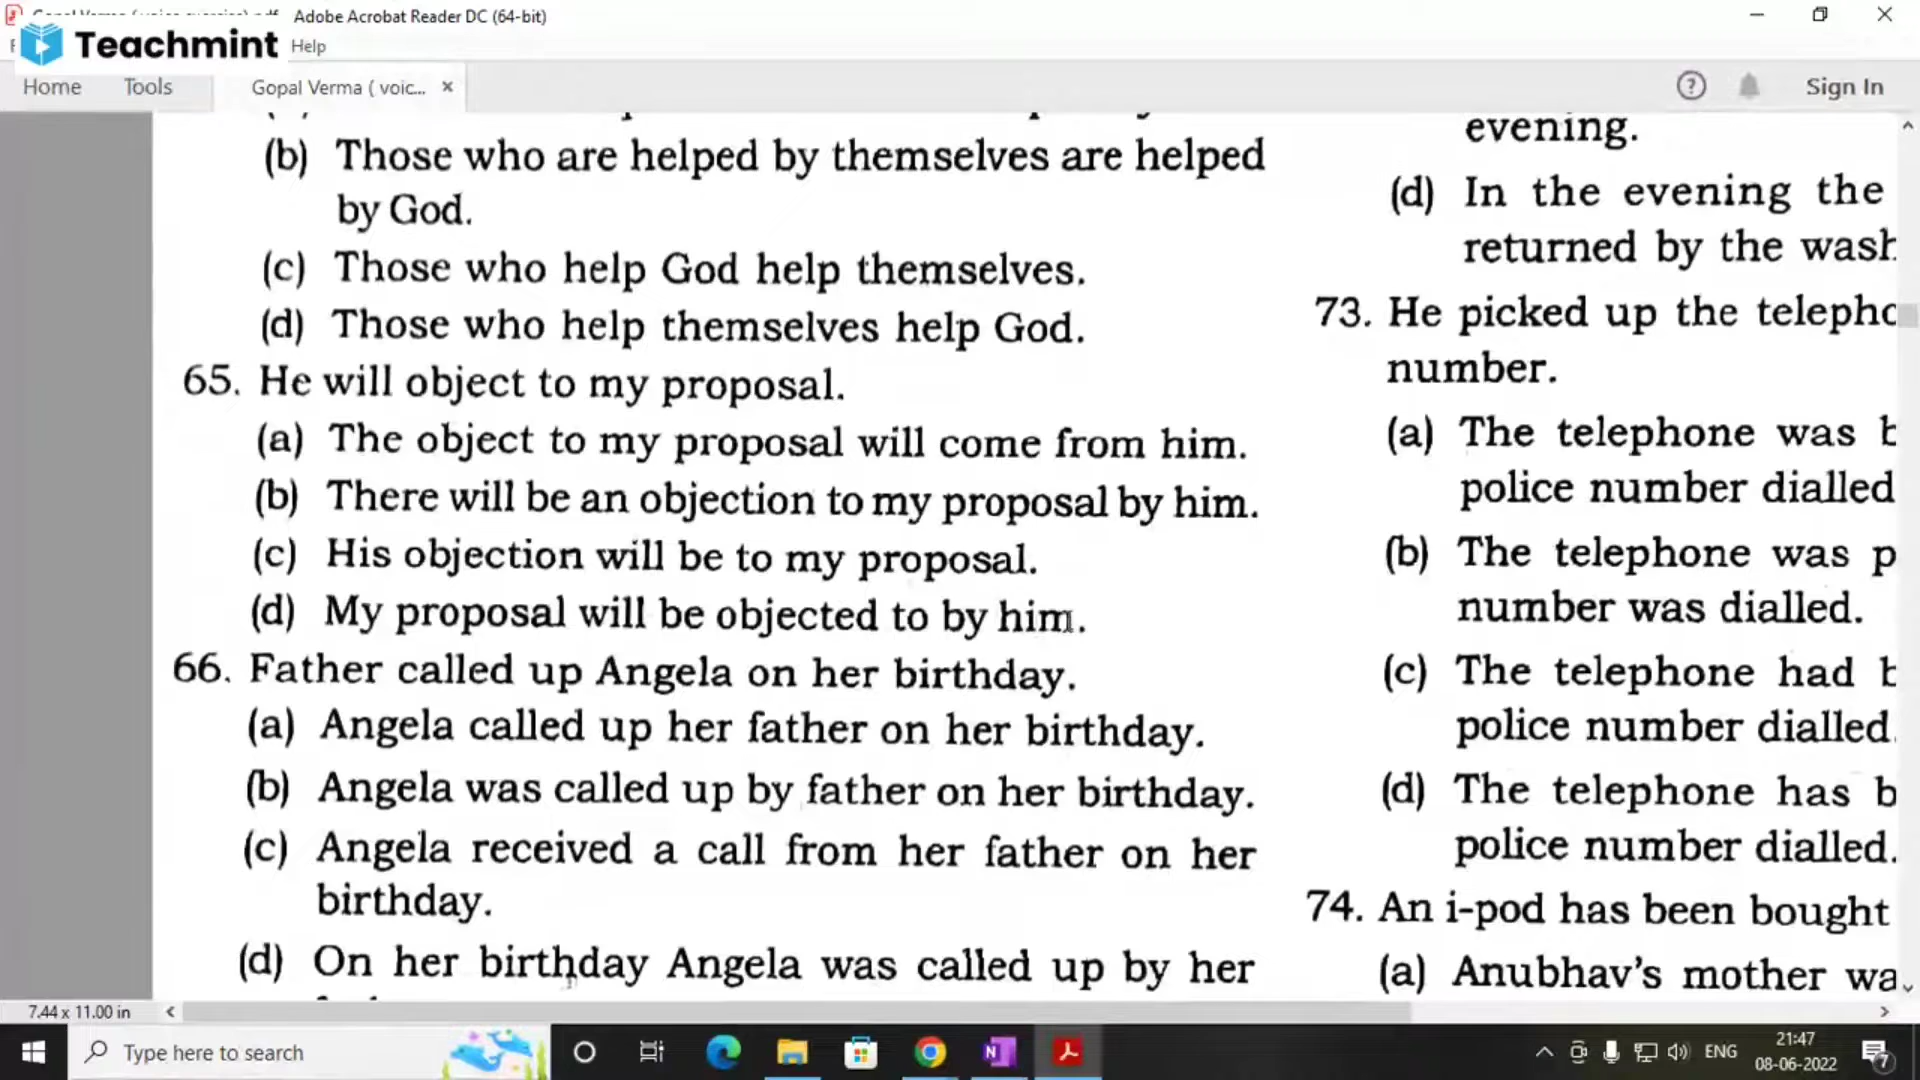 Adobe Acrobat Reader DC (64-bit)
Teachmint
Help
Home Tools Gopal Verma ( voic... × Sign In
(b) Those who are helped by themselves are helped
by God.
(c) Those who help God help themselves.
(d) Those who help themselves help God.
65. He will object to my proposal.
(a) The object to my proposal will come from him.
(b) There will be an objection to my proposal by him.
(c) His objection will be to my proposal.
(d) My proposal will be objected to by him.
66. Father called up Angela on her birthday.
(a) Angela called up her father on her birthday.
(b) Angela was called up by father on her birthday.
(c) Angela received a call from her father on her
birthday.
(d) On her birthday Angela was called up by her
evening.
(d) In the evening the
returned by the
73. He picked up the
number.
(a) The telephone was
police number dialled
(b) The telephone was
number was dialled.
(c) The telephone had
police number dialled.
(d) The telephone has
police number dialled.
74. An i-pod has been bought
(a) Anubhav's mother
7.44 x 11.00 in
Type here to search
ENG
21:47
08-06-2022
7